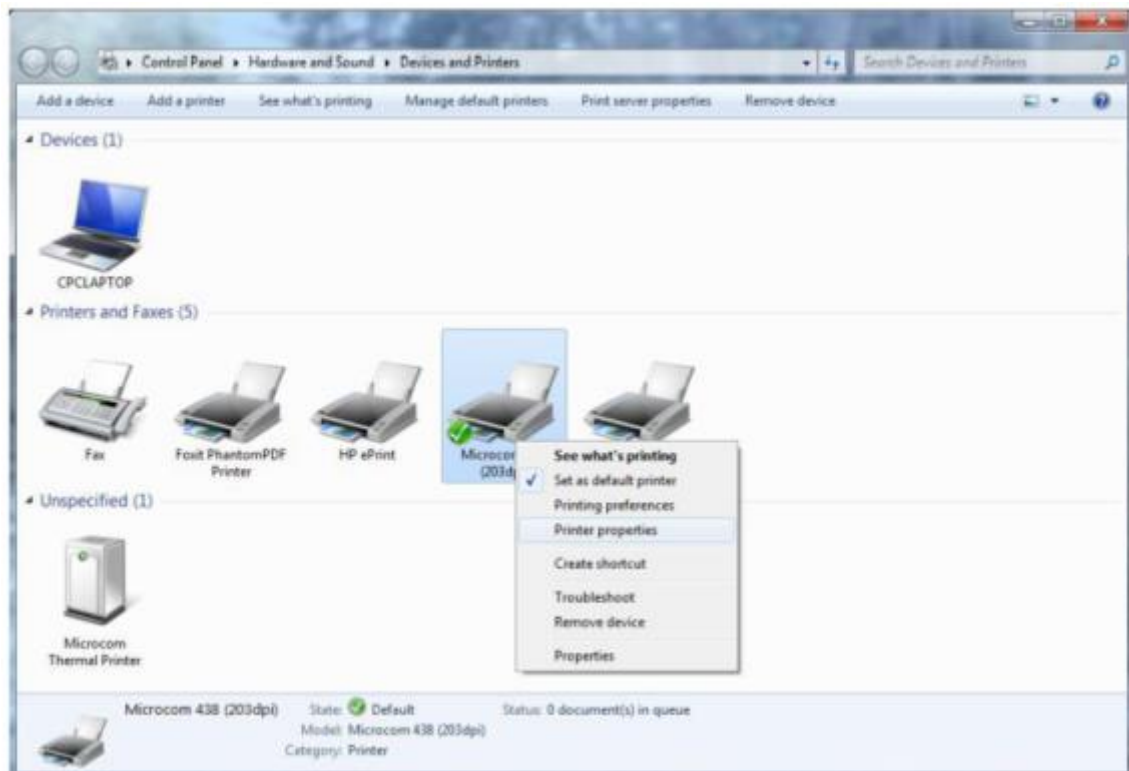 Control Panel ▸ Hardware and Sound ▸ Devices and Printers
Search Devices and Printers
Add a device Add a printer See what's printing Manage default printers Print server properties Remove device
Devices (1)
CPCLAPTOP
Printers and Faxes (5)
Fax
Foxit PhantomPDF
Printer
HP ePrint
Microcom
(203d
See what's printing
Set as default printer
Printing preferences
Printer properties
Create shortcut
Troubleshoot
Remove device
Properties
Unspecified (1)
Microcom
Thermal Printer
Microcom 438 (203dpi) State: Default Status: 0 document(s) in queue
Model: Microcom 438 (203dpi)
Category: Printer